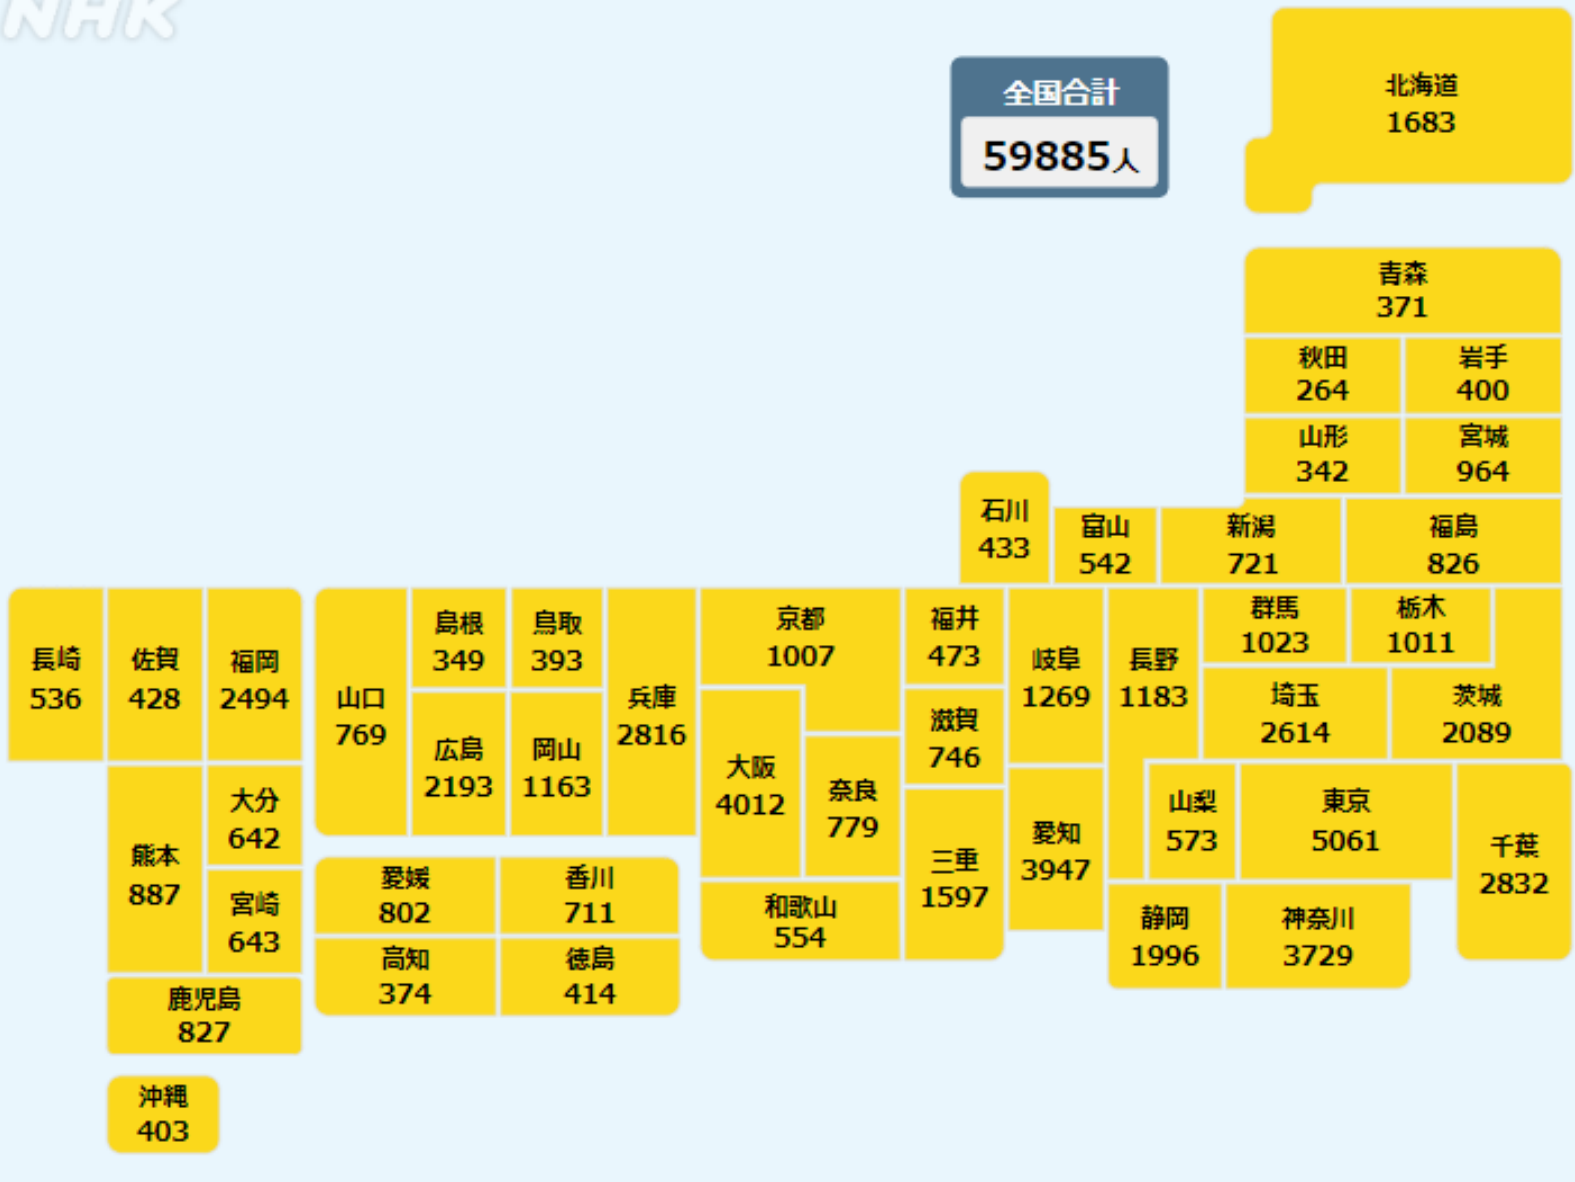 NHK
全国合計
59885人
北海道
1683
青森
371
秋田
264
岩手
400
山形
342
宮城
964
石川
433
富山
542
新潟
721
福島
826
長崎
536
佐賀
428
福岡
2494
山口
769
島根
349
鳥取
393
兵庫
2816
京都
1007
福井
473
岐阜
1269
長野
1183
群馬
1023
栃木
1011
埼玉
2614
茨城
2089
広島
2193
岡山
1163
大阪
4012
奈良
779
滋賀
746
三重
1597
愛知
3947
山梨
573
東京
5061
千葉
2832
熊本
887
大分
642
宮崎
643
愛媛
802
香川
711
和歌山
554
静岡
1996
神奈川
3729
高知
374
徳島
414
鹿児島
827
沖縄
403